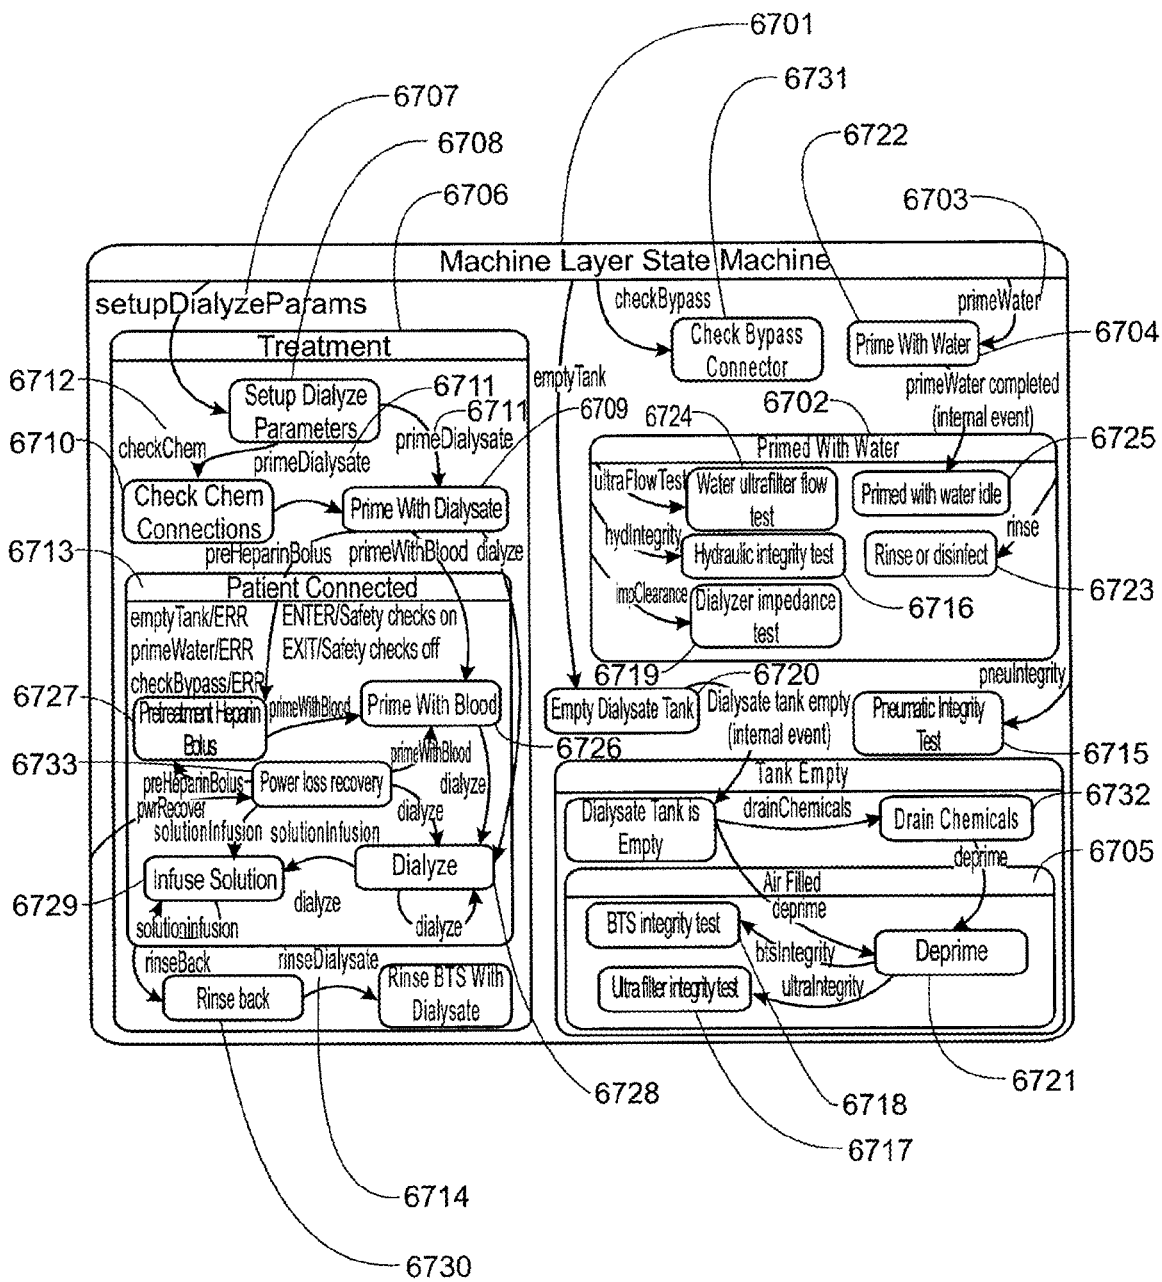 6701
6731
6707
6722
6708
6703
6706
Machine Layer State Machine
setupDialyzeParams
checkBypass
primeWater
Check Bypass
Connector
Prime With Water
6704
Treatment
emptyTank
primeWater completed
(internal event)
6712
6711
6711
6709
6724
6702
Setup Dialyze
Parameters
primeDialysate
6710
checkChem
primeDialysate
6725
Primed With Water
ultraFlowTest
Water ultrafilter flow
test
Primed with water idle
Check Chem
Connections
Prime With Dialysate
rinse
hydIntegrity
Hydraulic integrity test
Rinse or disinfect
preHeparinBolus
primeWithBlood
dialyze
6713
Patient Connected
impClearance
Dialyzer impedance
test
6716
6723
emptyTank/ERR
ENTER/Safety checks on
primeWater/ERR
EXIT/Safety checks off
checkBypass/ERR
6719
6720
pneuIntegrity
6727
Pretreatment Heparin
Bolus
primeWithBlood
Prime With Blood
Empty Dialysate Tank
Dialysate tank empty
(internal event)
Pneumatic Integrity
Test
6726
6715
6733
primeWithBlood
preHeparinBolus
Power loss recovery
dialyze
Tank Empty
pwrRecover
dialyze
6732
solutionInfusion
solutionInfusion
Dialysate Tank is
Empty
drainChemicals
Drain Chemicals
deprime
6705
Infuse Solution
Dialyze
Air Filled
6729
dialyze
deprime
solutioninfusion
dialyze
BTS integrity test
btsIntegrity
Deprime
rinseBack
rinseDialysate
Rinse back
Rinse BTS With
Dialysate
Ultrafilter integrity test
ultraIntegrity
6728
6718
6721
6717
6714
6730